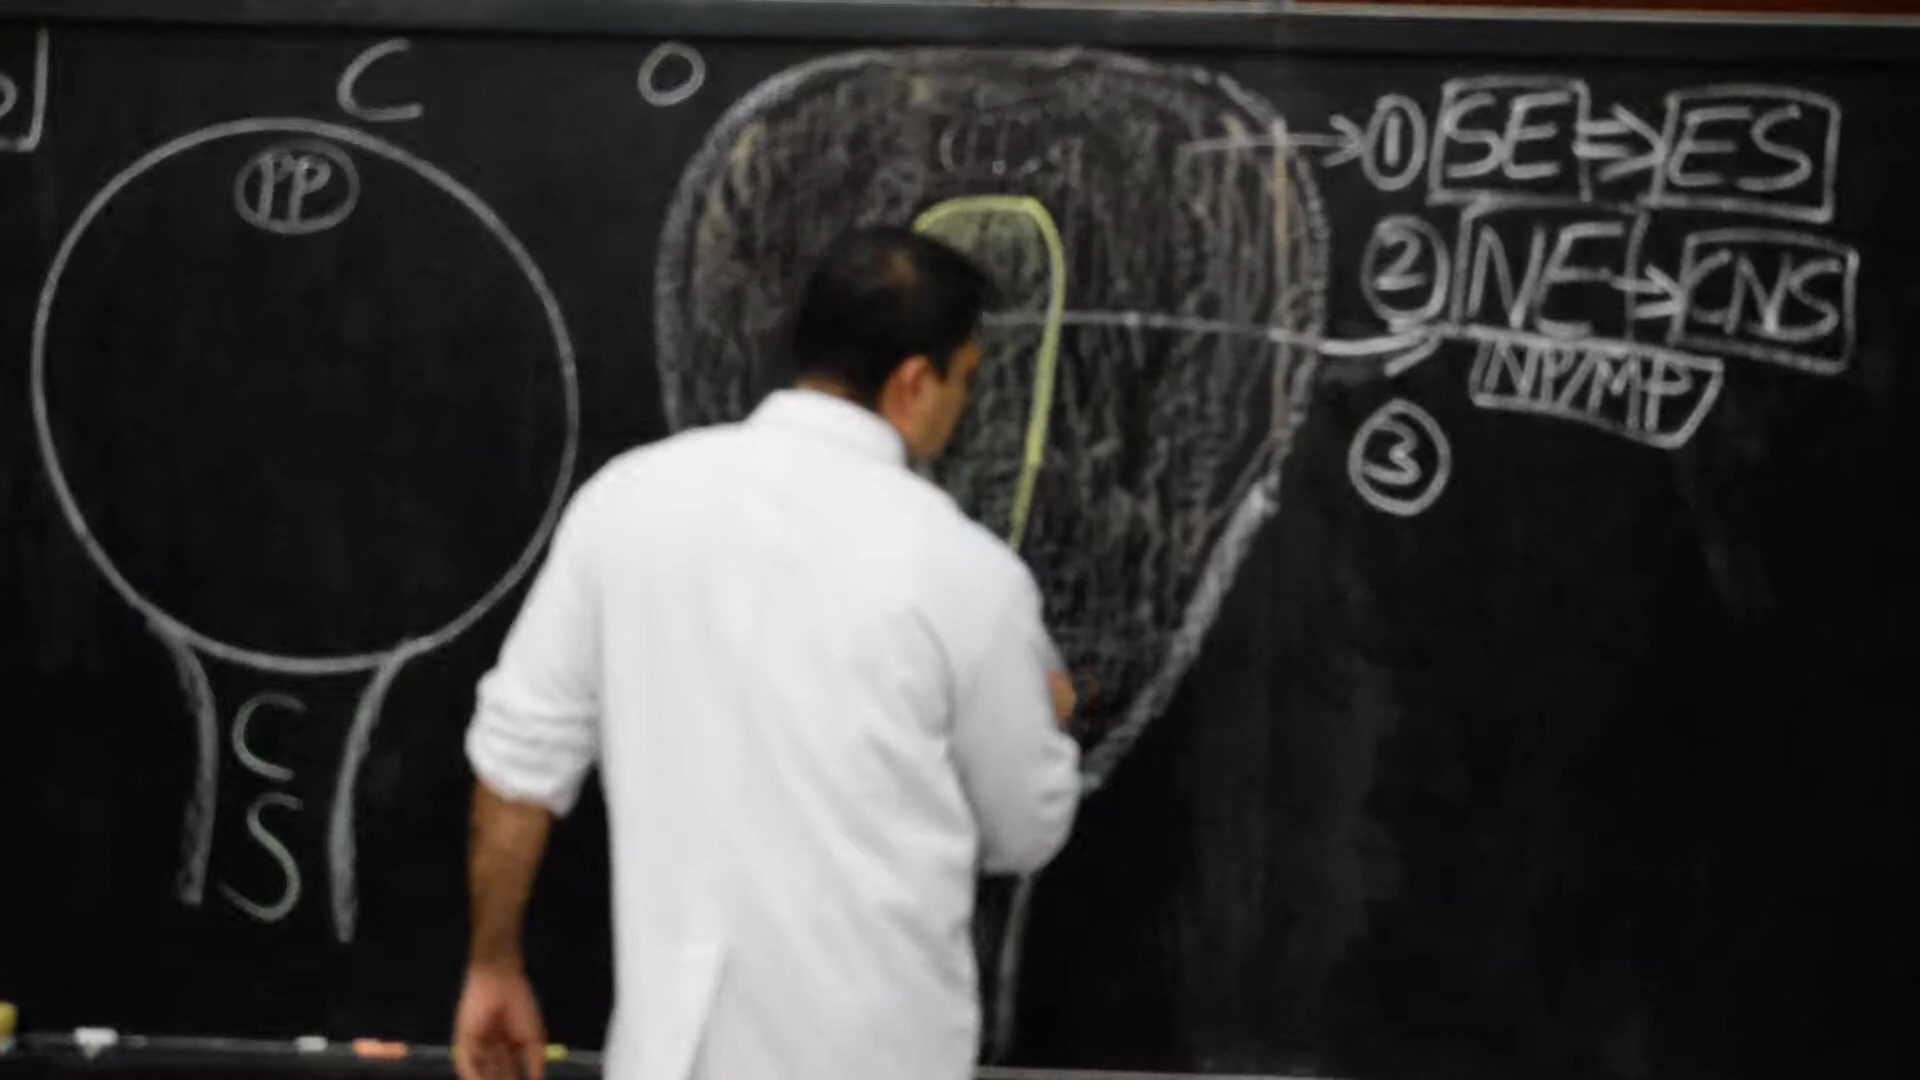 C
O
PP
① SE ⇒ ES
② NE → CNS
NP/MP
③
C
S